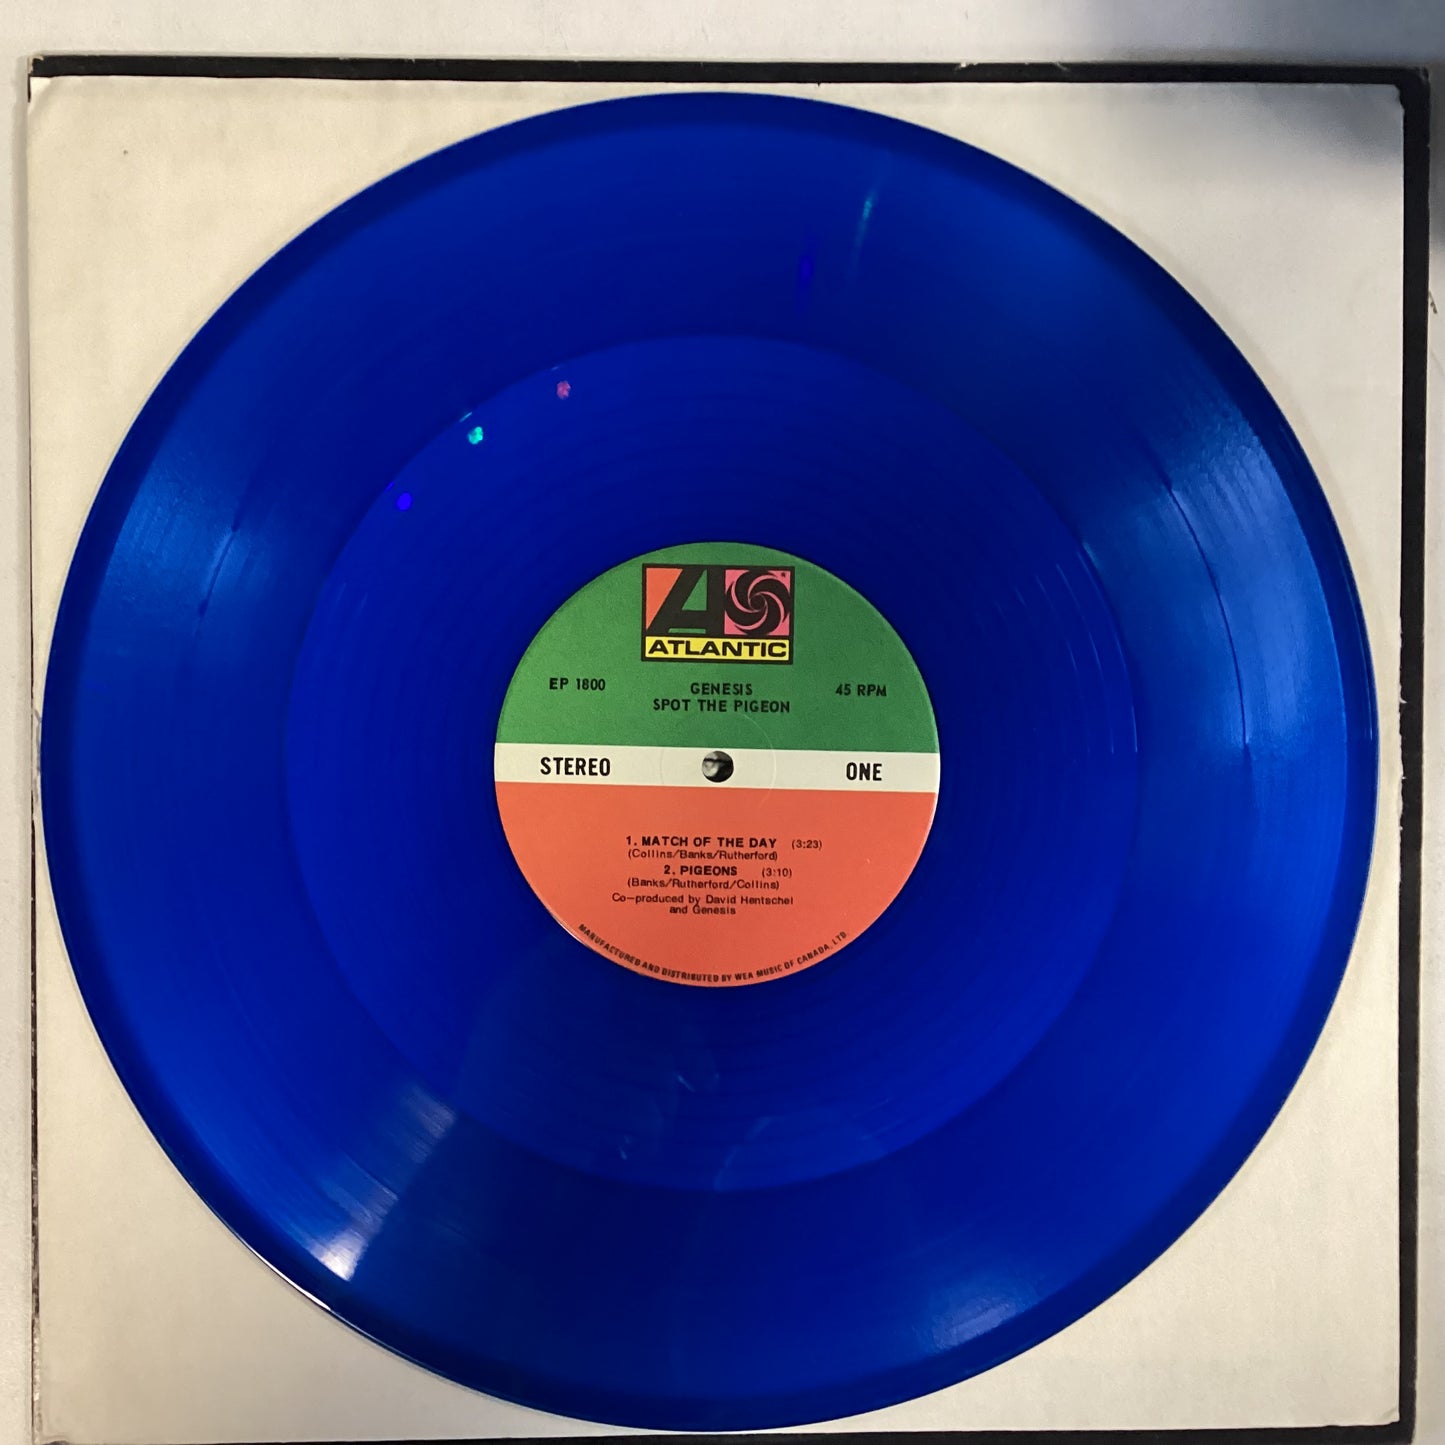 ATLANTIC
EP 1800
GENESIS
45 RPM
SPOT THE PIGEON
STEREO
ONE
1. MATCH OF THE DAY (3:23)
(Collins/Banks/Rutherford)
2. PIGEONS (3:10)
(Banks/Rutherford/Collins)
Co-produced by David Hentschel
and Genesis
MANUFACTURED AND DISTRIBUTED BY WEA MUSIC OF CANADA, LTD.